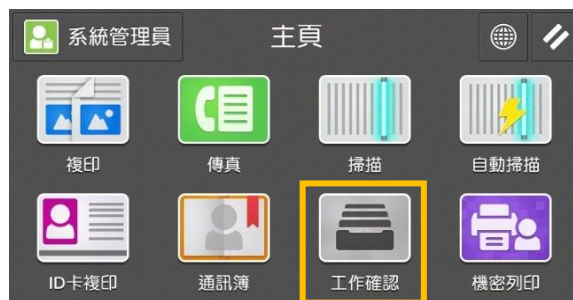 系統管理員
主頁
複印
傳真
掃描
自動掃描
ID卡複印
通訊簿
工作確認
機密列印